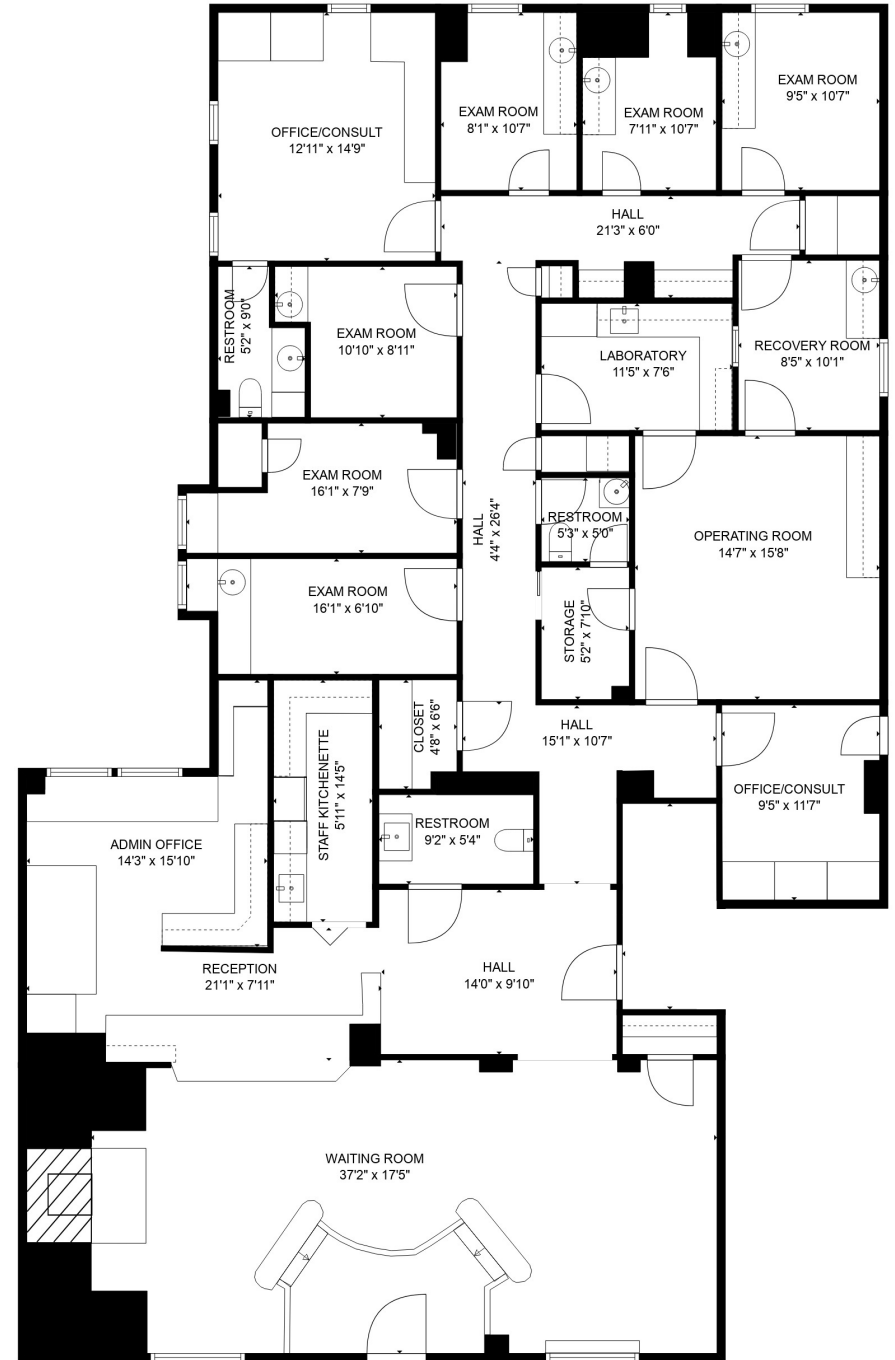 OFFICE/CONSULT
12'11" x 14'9"
EXAM ROOM
8'1" x 10'7"
EXAM ROOM
7'11" x 10'7"
EXAM ROOM
9'5" x 10'7"
HALL
21'3" x 6'0"
RESTROOM
5'2" x 9'0"
EXAM ROOM
10'10" x 8'11"
LABORATORY
11'5" x 7'6"
RECOVERY ROOM
8'5" x 10'1"
EXAM ROOM
16'1" x 7'9"
HALL
4'4" x 26'4"
RESTROOM
5'3" x 5'0"
OPERATING ROOM
14'7" x 15'8"
EXAM ROOM
16'1" x 6'10"
STORAGE
5'2" x 7'10"
CLOSET
4'8" x 6'6"
HALL
15'1" x 10'7"
STAFF KITCHENETTE
5'11" x 14'5"
OFFICE/CONSULT
9'5" x 11'7"
ADMIN OFFICE
14'3" x 15'10"
RESTROOM
9'2" x 5'4"
RECEPTION
21'1" x 7'11"
HALL
14'0" x 9'10"
WAITING ROOM
37'2" x 17'5"